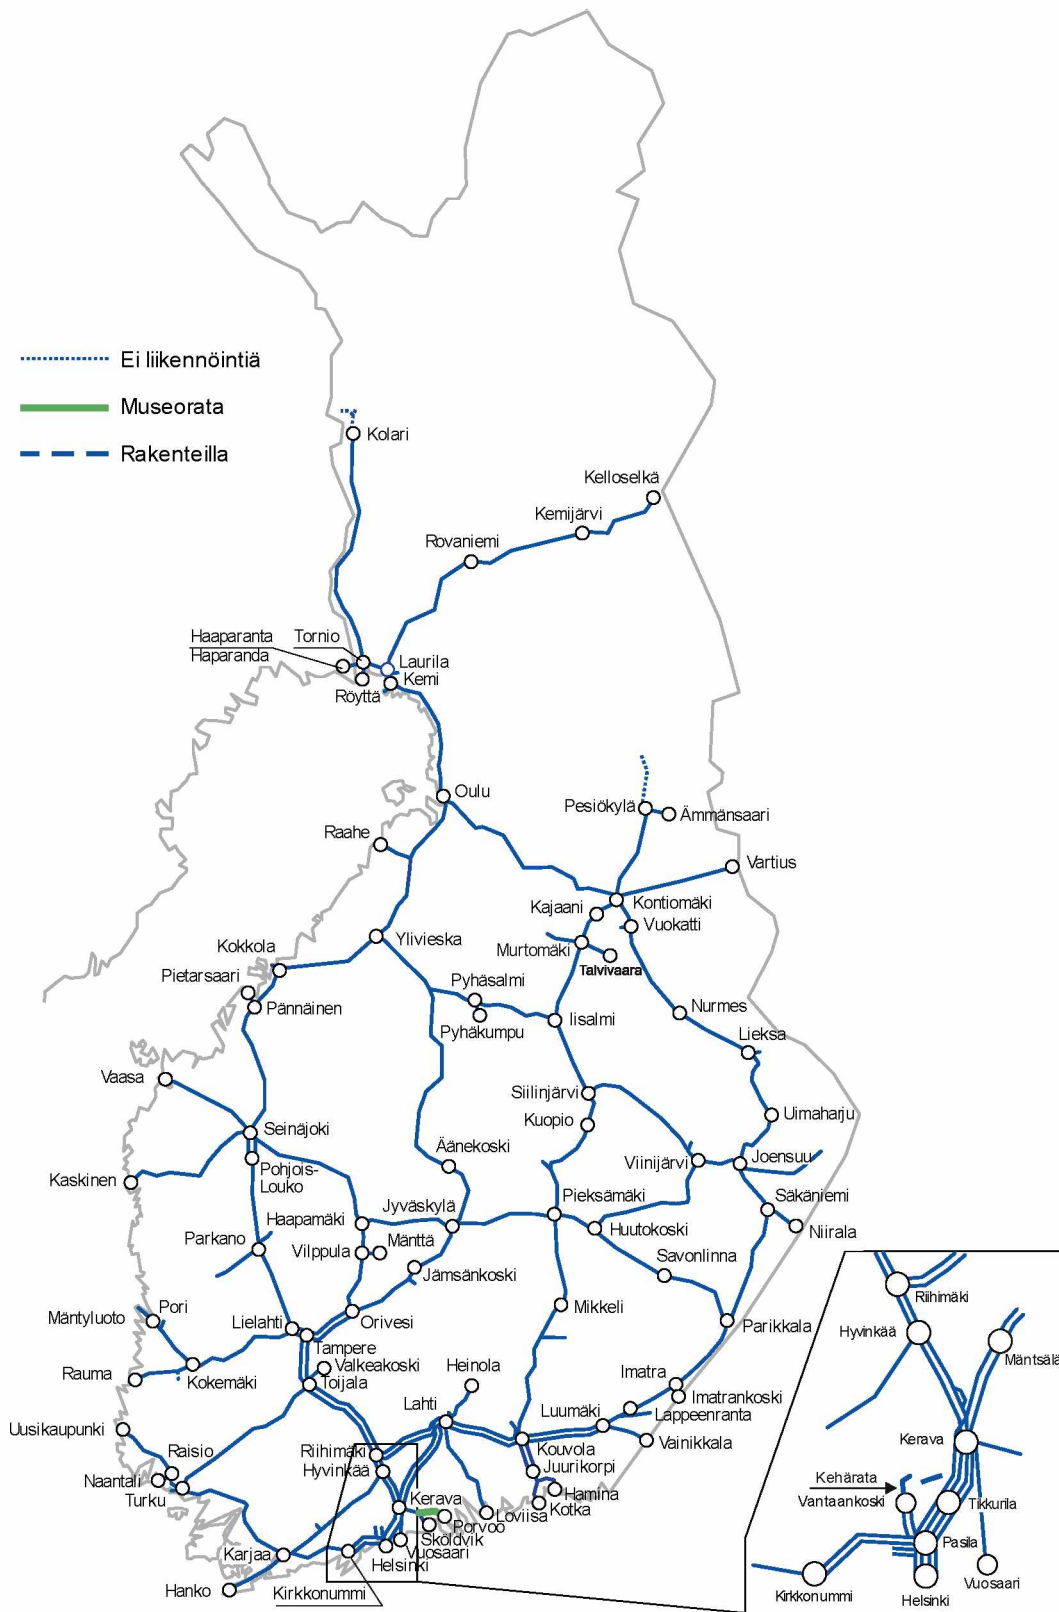 Ei liikennöintiä
Museorata
Rakenteilla
Kolari
Kelloselkä
Kemijärvi
Rovaniemi
Haaparanta
Haparanda
Tornio
Laurila
Kemi
Röyttä
Oulu
Pesiökylä
Ämmänsaari
Raahe
Vartius
Kajaani
Kontiomäki
Vuokatti
Ylivieska
Murtomäki
Talvivaara
Kokkola
Pietarsaari
Pännäinen
Pyhäsalmi
Pyhäkumpu
Iisalmi
Nurmes
Lieksa
Vaasa
Siilinjärvi
Kuopio
Uimaharju
Seinäjoki
Pohjois-
Louko
Äänekoski
Viinijärvi
Joensuu
Kaskinen
Haapamäki
Jyväskylä
Pieksämäki
Huutokoski
Säkäniemi
Niirala
Parkano
Vilppula
Mänttä
Jämsänkoski
Savonlinna
Mäntyluoto
Pori
Lielahti
Orivesi
Mikkeli
Parikkala
Tampere
Valkeakoski
Rauma
Kokemäki
Toijala
Heinola
Imatra
Imatrankoski
Lahti
Luumäki
Lappeenranta
Vainikkala
Uusikaupunki
Raisio
Naantali
Turku
Riihimäki
Hyvinkää
Kouvola
Juurikorpi
Hamina
Kotka
Loviisa
Kerava
Porvoo
Sköldvik
Vuosaari
Helsinki
Karjaa
Hanko
Kirkkonummi
Riihimäki
Hyvinkää
Mäntsälä
Kerava
Kehärata
Vantaankoski
Tikkurila
Pasila
Kirkkonummi
Helsinki
Vuosaari